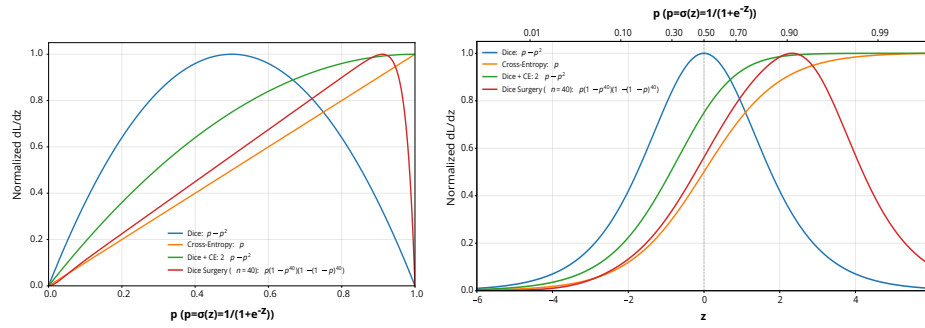 1.0
0.8
0.6
0.4
0.2
0.0
Normalized dL/dz
0.0 0.2 0.4 0.6 0.8 1.0
p (p=σ(z)=1/(1+e⁻ᶻ))
Dice: p − p²
Cross-Entropy: p
Dice + CE: 2 p − p²
Dice Surgery ( n = 40): p(1 − p⁴⁰)(1 −(1 − p)⁴⁰)
p (p=σ(z)=1/(1+e⁻ᶻ))
0.01 0.10 0.30 0.50 0.70 0.90 0.99
1.0
0.8
0.6
0.4
0.2
0.0
Normalized dL/dz
Dice: p − p²
Cross-Entropy: p
Dice + CE: 2 p − p²
Dice Surgery ( n = 40): p(1 − p⁴⁰)(1 −(1 − p)⁴⁰)
−6 −4 −2 0 2 4
z